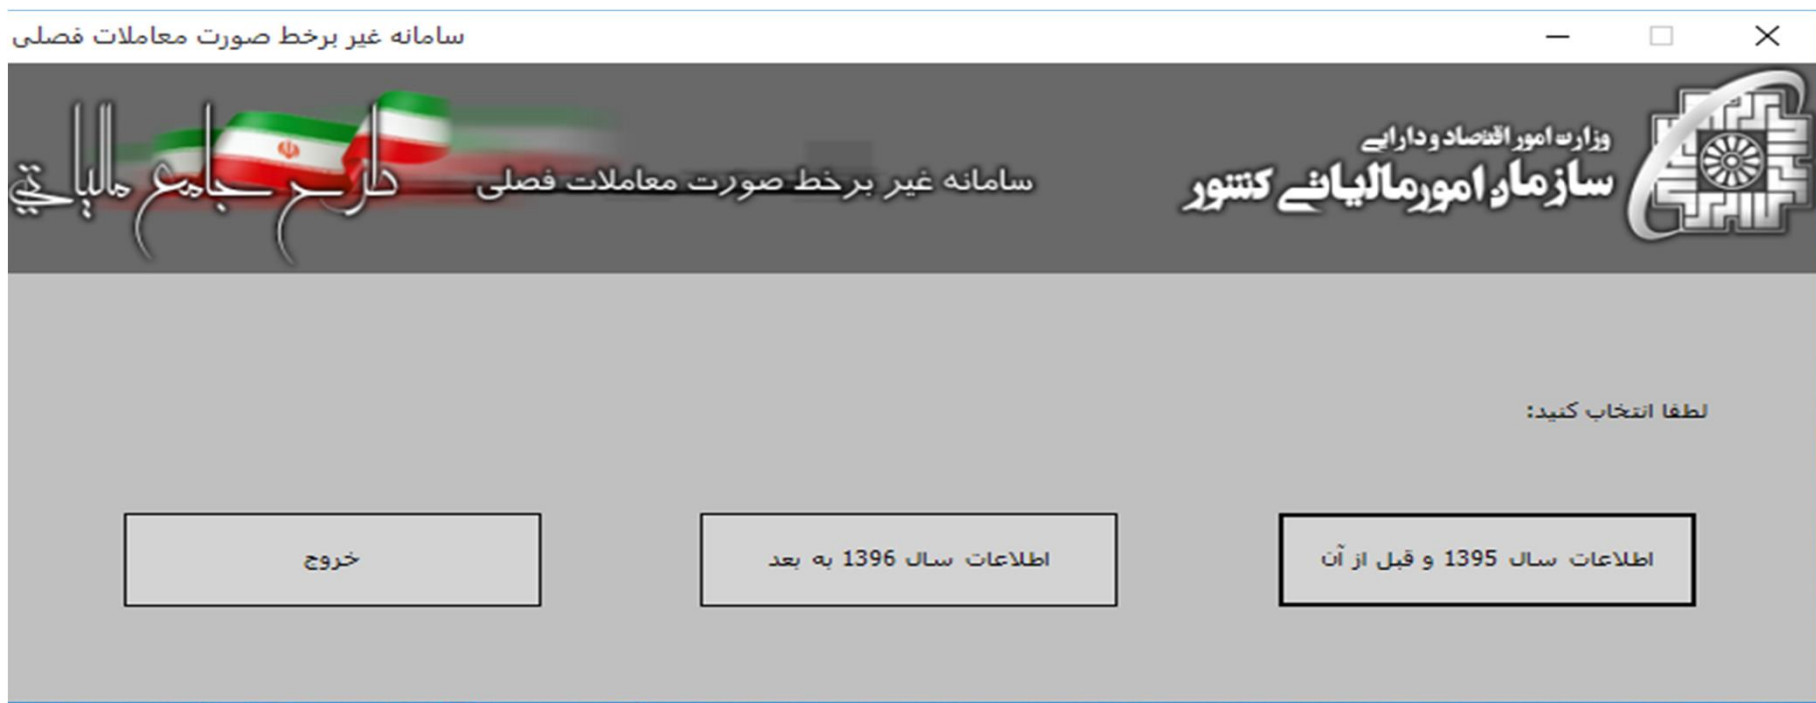 سامانه غیر برخط صورت معاملات فصلی
وزارت امور اقتصاد و دارایی
سازمان امور مالیاتی کشور
سامانه غیر برخط صورت معاملات فصلی
طرح جامع مالیاتی
لطفا انتخاب کنید:
اطلاعات سال 1395 و قبل از آن
اطلاعات سال 1396 به بعد
خروج